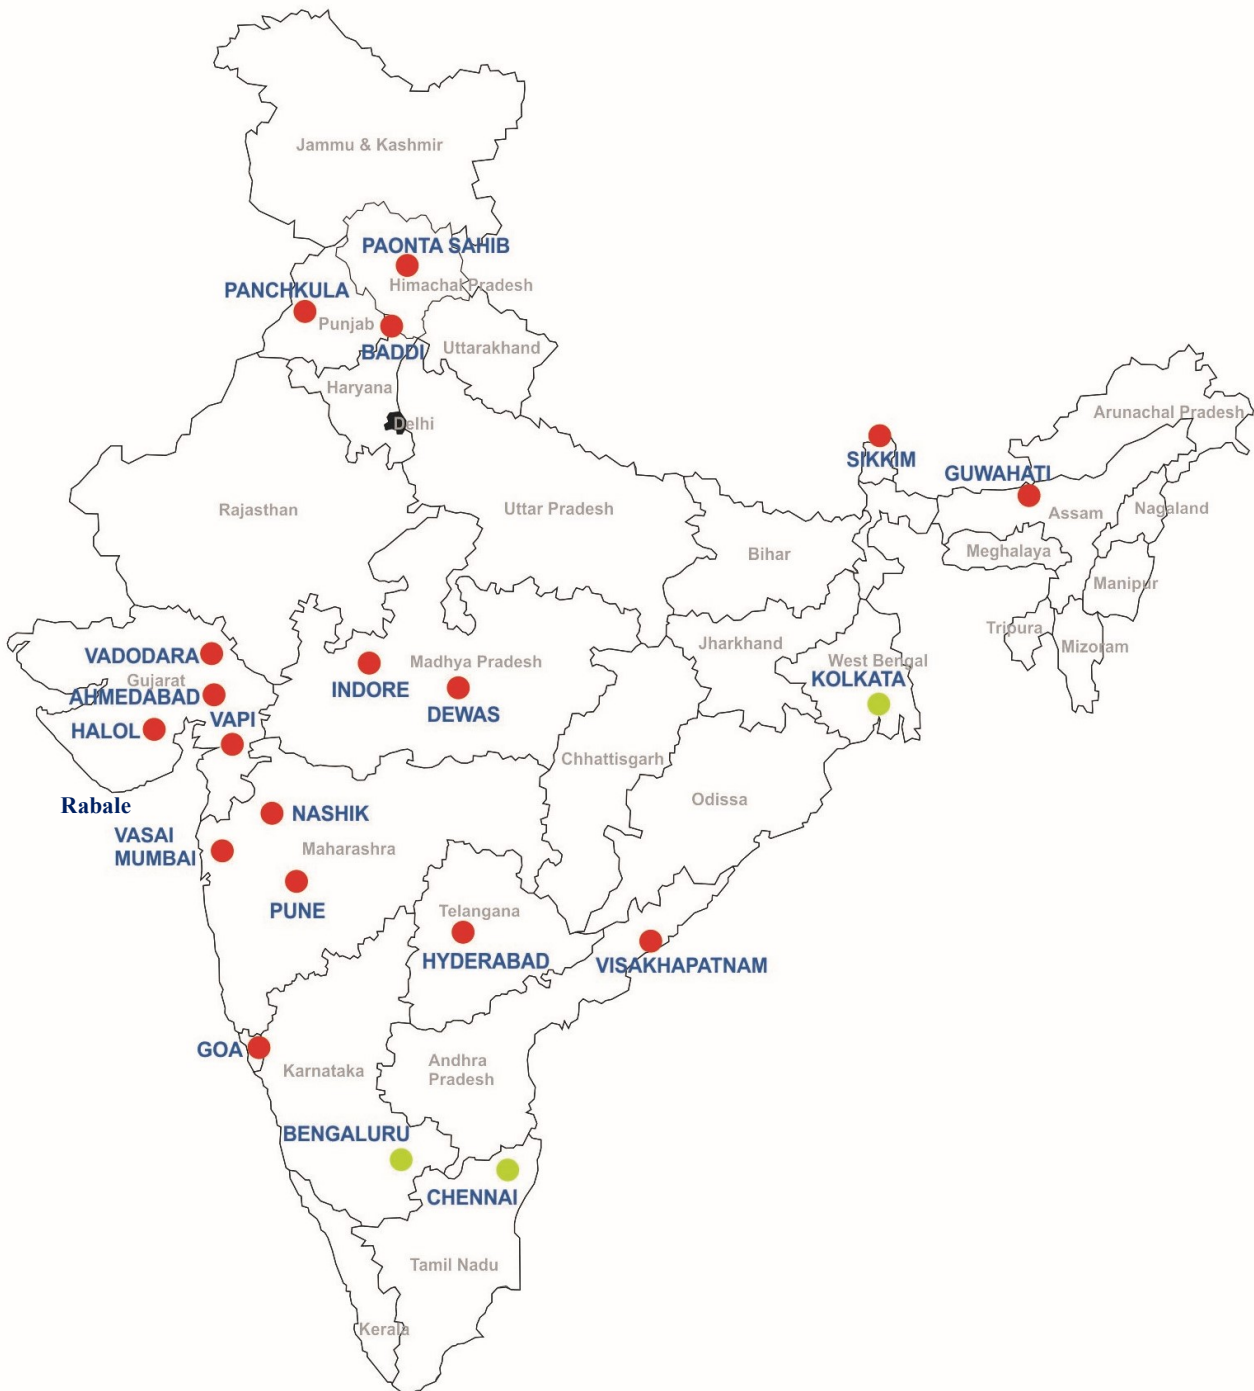 Jammu & Kashmir
PAONTA SAHIB
Himachal Pradesh
PANCHKULA
Punjab
BADDI
Uttarakhand
Haryana
Delhi
Arunachal Pradesh
SIKKIM
GUWAHATI
Assam
Nagaland
Rajasthan
Uttar Pradesh
Bihar
Meghalaya
Manipur
Tripura
Mizoram
Jharkhand
West Bengal
KOLKATA
VADODARA
Gujarat
AHMEDABAD
HALOL
VAPI
Madhya Pradesh
INDORE
DEWAS
Chhattisgarh
Odissa
Rabale
NASHIK
VASAI
MUMBAI
Maharashra
PUNE
Telangana
HYDERABAD
VISAKHAPATNAM
GOA
Karnataka
Andhra
Pradesh
BENGALURU
CHENNAI
Tamil Nadu
Kerala